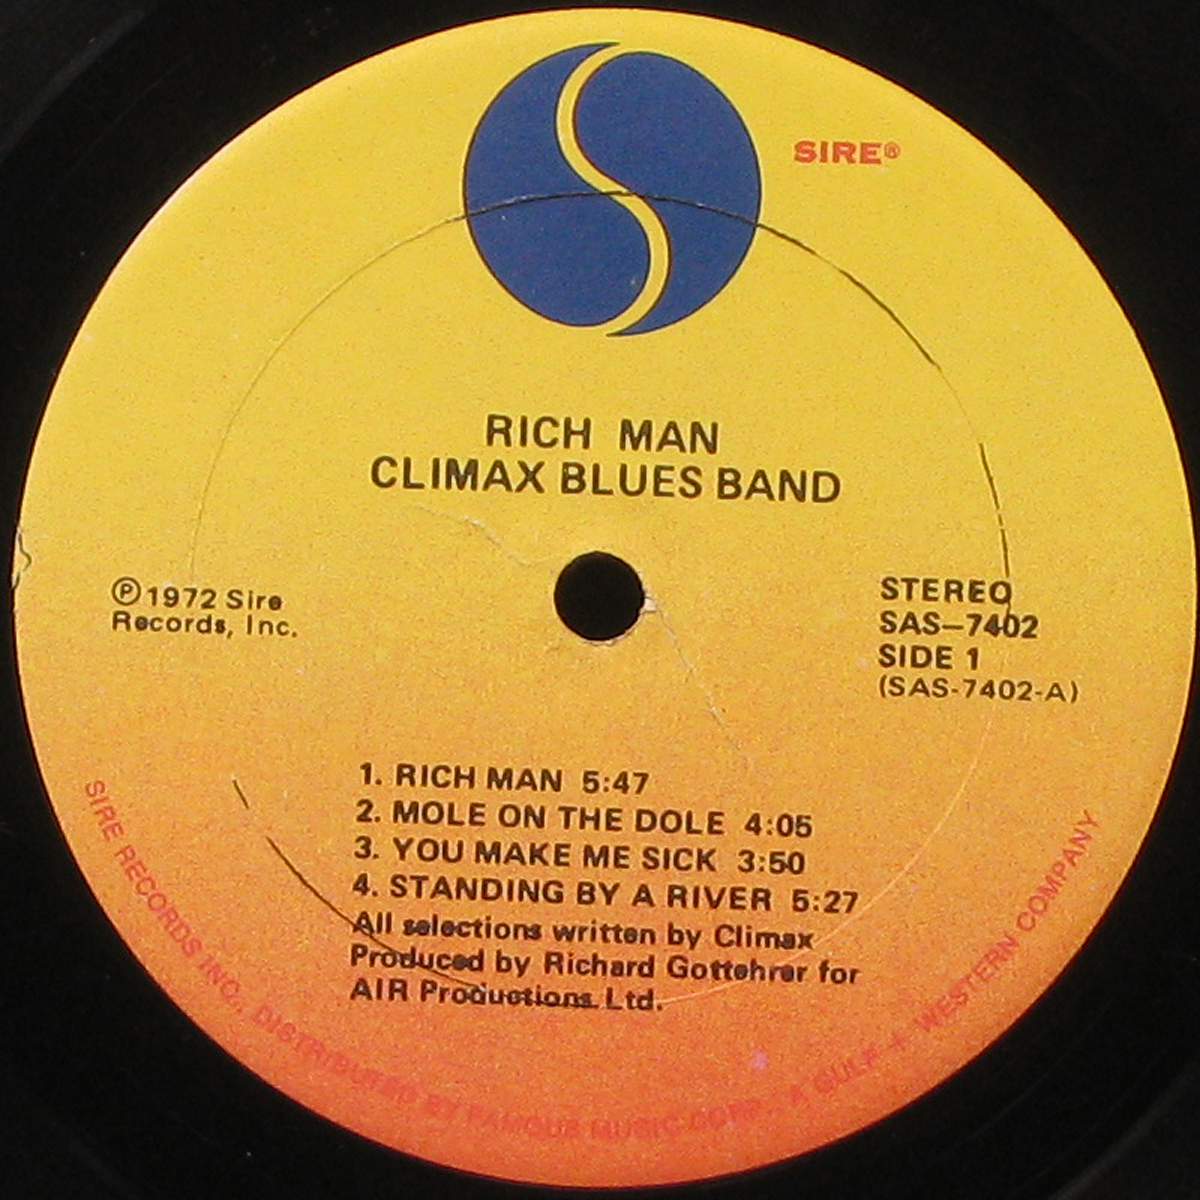 SIRE®
RICH MAN
CLIMAX BLUES BAND
℗1972 Sire
Records, Inc.
STEREO
SAS—7402
SIDE 1
(SAS-7402-A)
1. RICH MAN 5:47
2. MOLE ON THE DOLE 4:05
3. YOU MAKE ME SICK 3:50
4. STANDING BY A RIVER 5:27
All selections written by Climax
Produced by Richard Gottehrer for
AIR Productions Ltd.
SIRE RECORDS INC., DISTRIBUTED BY FAMOUS MUSIC CORP., A GULF + WESTERN COMPANY